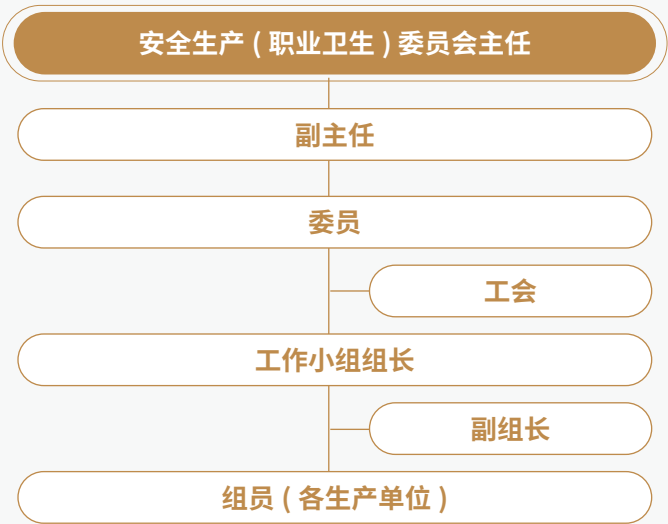 安全生产 ( 职业卫生 ) 委员会主任
副主任
委员
工会
工作小组组长
副组长
组员 ( 各生产单位 )